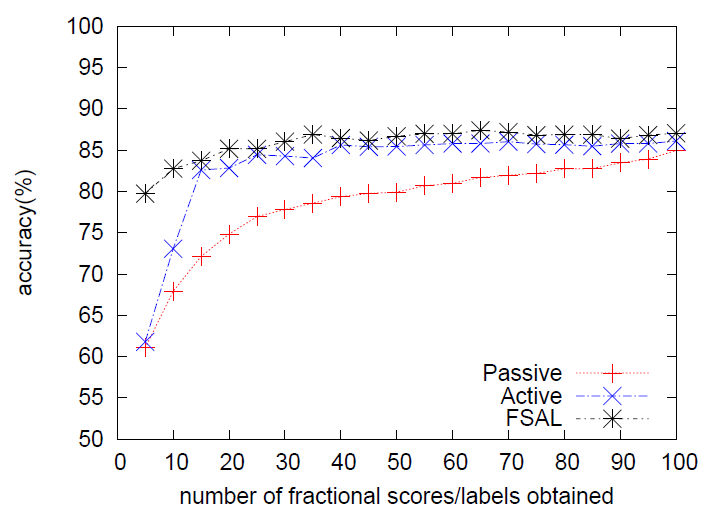 100
95
90
85
80
75
70
65
60
55
50
accuracy(%)
Passive
Active
FSAL
0 10 20 30 40 50 60 70 80 90 100
number of fractional scores/labels obtained